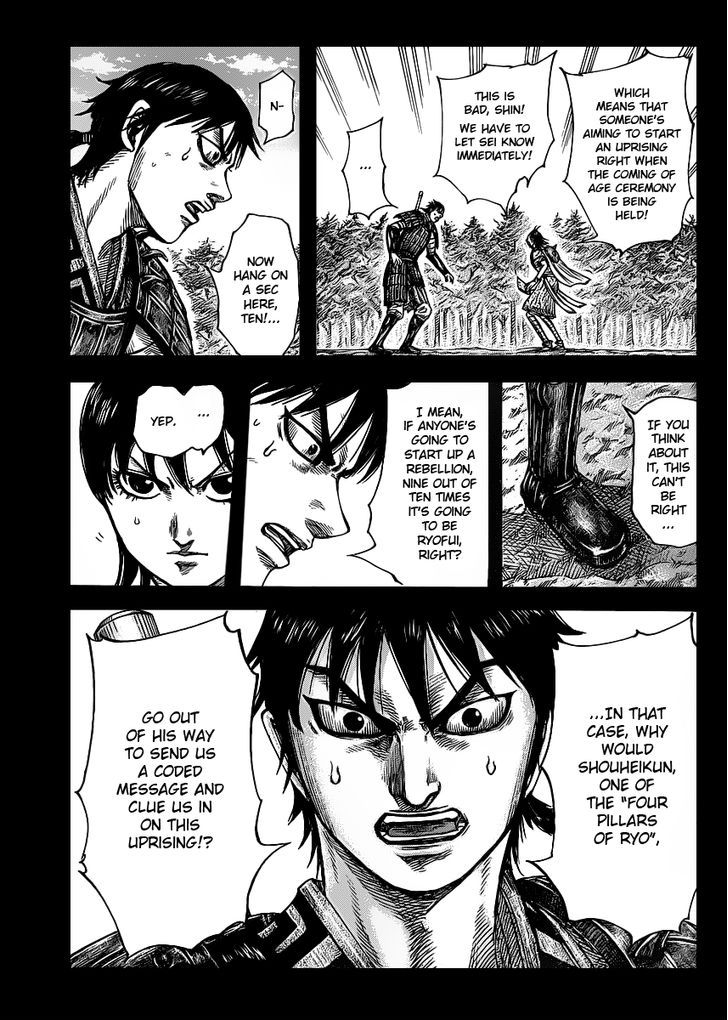 WHICH
MEANS THAT
SOMEONE'S
AIMING TO START
AN UPRISING
RIGHT WHEN
THE COMING OF
AGE CEREMONY
IS BEING
HELD!
THIS IS
BAD, SHIN!
WE HAVE TO
LET SEI KNOW
IMMEDIATELY!
...
N-
NOW
HANG ON
A SEC
HERE,
TEN!...
IF YOU
THINK
ABOUT
IT, THIS
CAN'T
BE
RIGHT
...
I MEAN,
IF ANYONE'S
GOING TO
START UP A
REBELLION,
NINE OUT OF
TEN TIMES
IT'S GOING
TO BE
RYOFUI,
RIGHT?
...
YEP.
...IN THAT
CASE, WHY
WOULD
SHOUHEIKUN,
ONE OF
THE "FOUR
PILLARS
OF RYO",
GO OUT
OF HIS WAY
TO SEND US
A CODED
MESSAGE AND
CLUE US IN
ON THIS
UPRISING!?